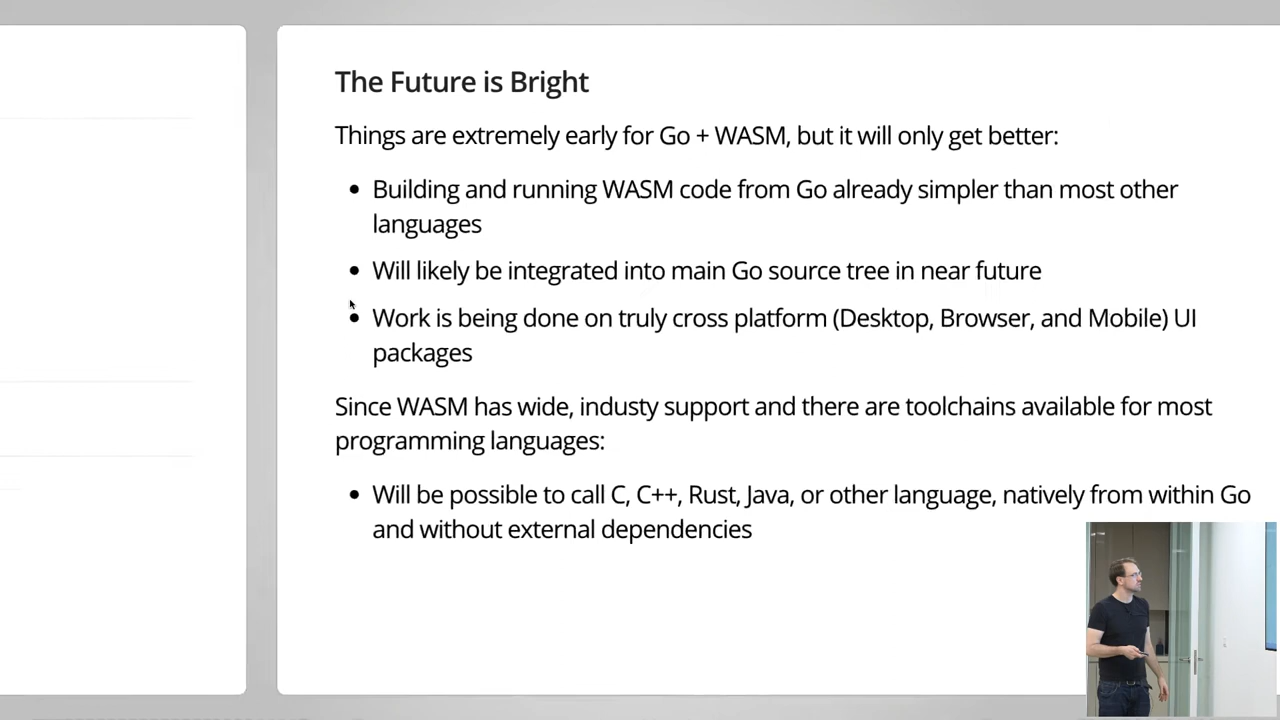 The Future is Bright
Things are extremely early for Go + WASM, but it will only get better:
Building and running WASM code from Go already simpler than most other
languages
Will likely be integrated into main Go source tree in near future
Work is being done on truly cross platform (Desktop, Browser, and Mobile) UI
packages
Since WASM has wide, industy support and there are toolchains available for most
programming languages:
Will be possible to call C, C++, Rust, Java, or other language, natively from within Go
and without external dependencies